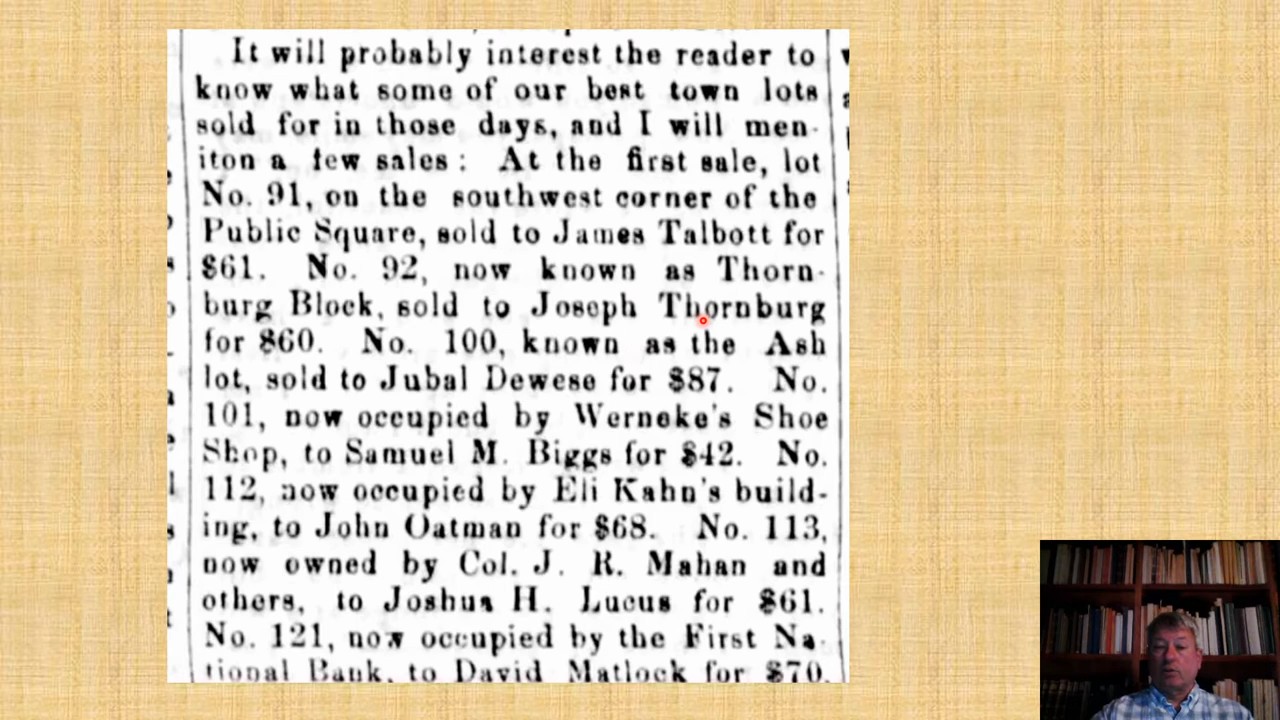 It will probably interest the reader to
know what some of our best town lots
sold for in those days, and I will men-
iton a few sales: At the first sale, lot
No. 91, on the southwest corner of the
Public Square, sold to James Talbott for
$61. No. 92, now known as Thorn-
burg Block, sold to Joseph Thornburg
for $60. No. 100, known as the Ash
lot, sold to Jubal Dewese for $87. No.
101, now occupied by Werneke's Shoe
Shop, to Samuel M. Biggs for $42. No.
112, now occupied by Eli Kahn's build-
ing, to John Oatman for $68. No. 113,
now owned by Col. J. R. Mahan and
others, to Joshua H. Lucus for $61.
No. 121, now occupied by the First Na-
tional Bank, to David Matlock for $70.